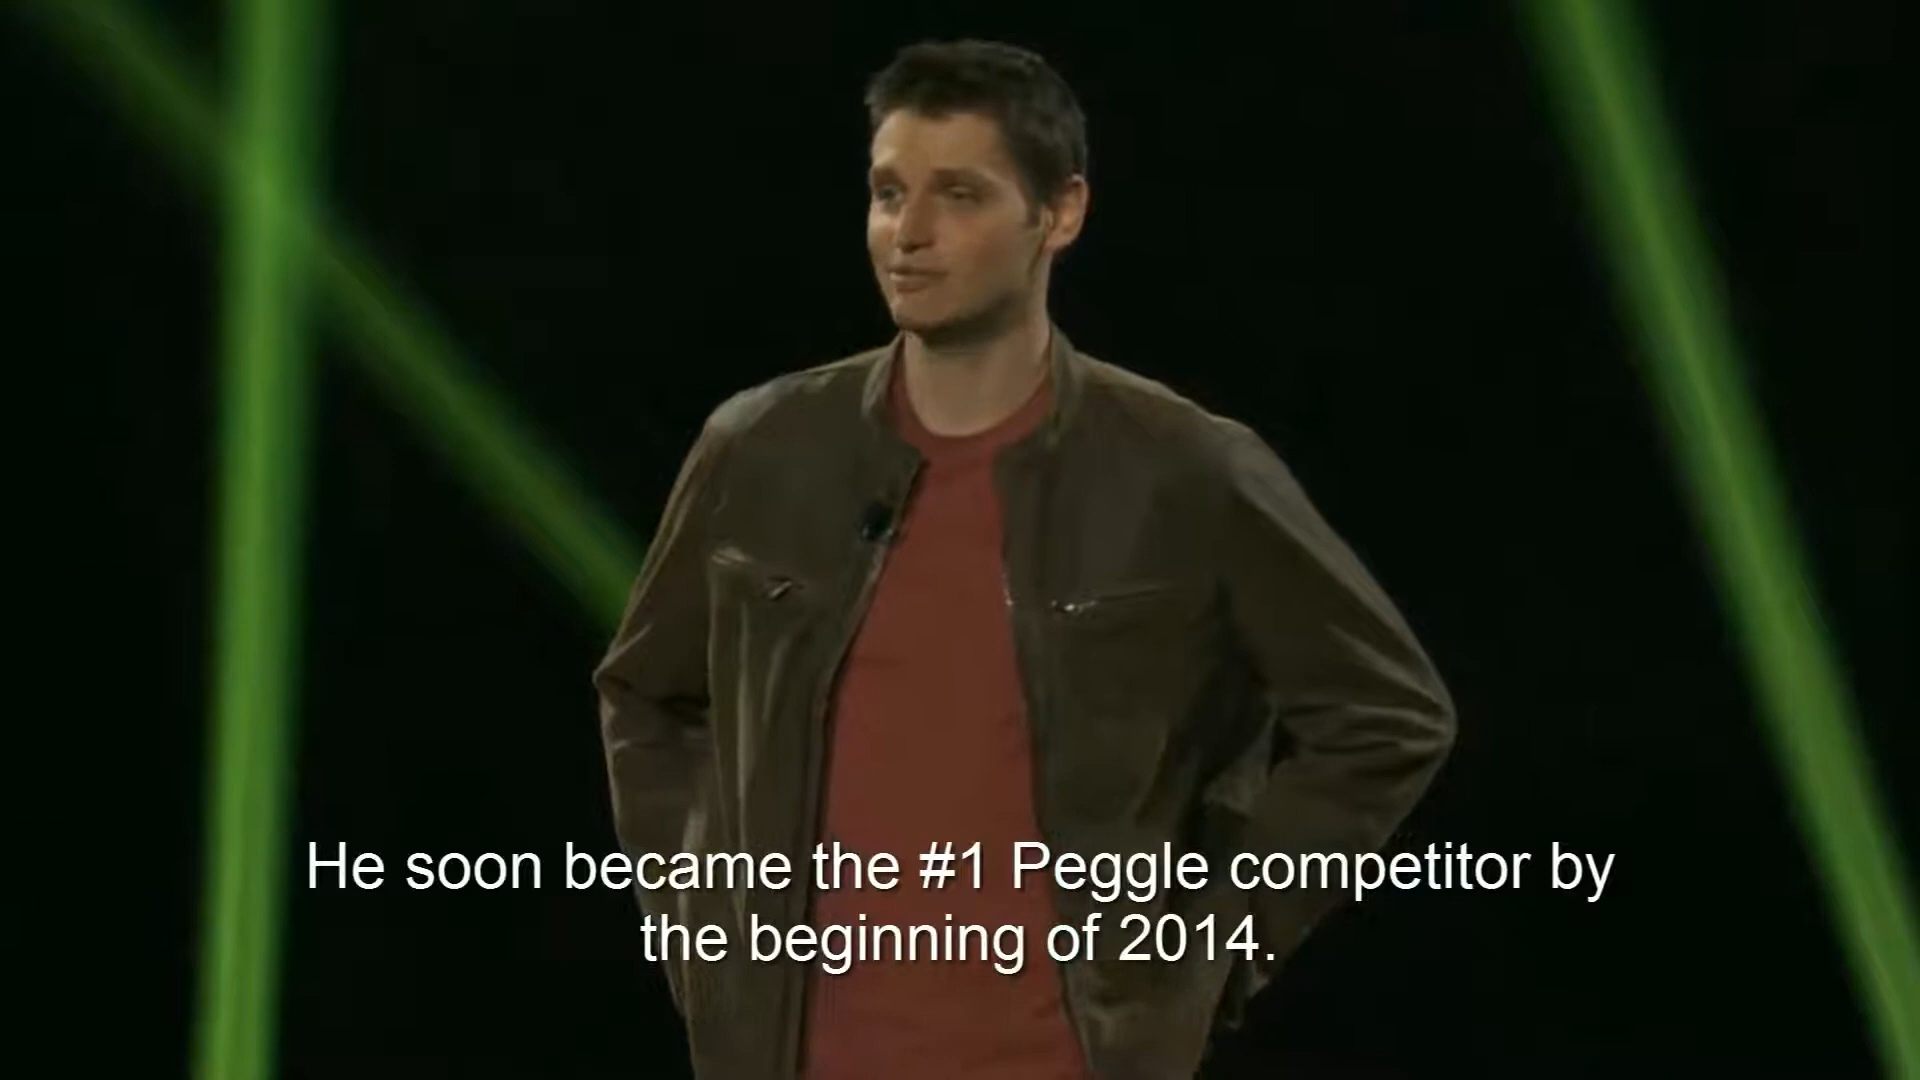 He soon became the #1 Peggle competitor by
the beginning of 2014.